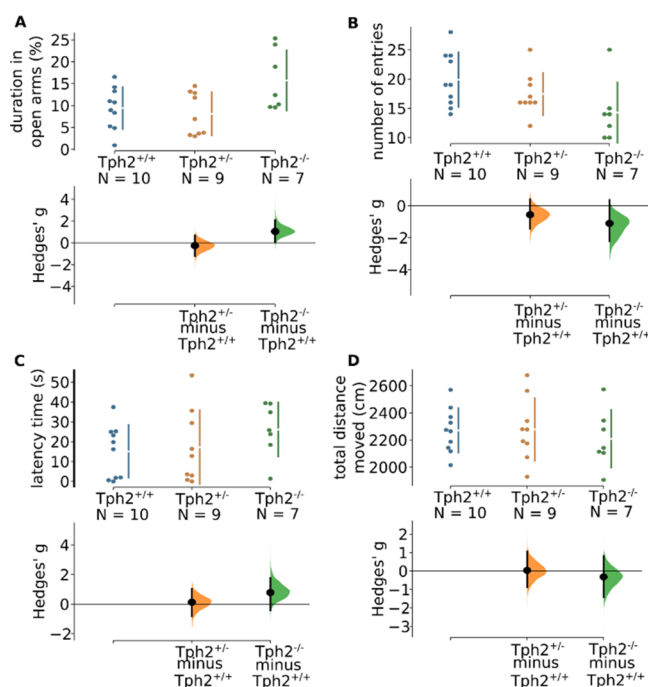 A
duration in
open arms (%)
25
20
15
10
5
0
Tph2+/+
N = 10
Tph2+/-
N = 9
Tph2-/-
N = 7
Hedges' g
4
2
0
−2
−4
Tph2+/-
minus
Tph2+/+
Tph2-/-
minus
Tph2+/+
B
number of entries
25
20
15
10
Tph2+/+
N = 10
Tph2+/-
N = 9
Tph2-/-
N = 7
Hedges' g
0
−2
−4
Tph2+/-
minus
Tph2+/+
Tph2-/-
minus
Tph2+/+
C
latency time (s)
50
40
30
20
10
0
Tph2+/+
N = 10
Tph2+/-
N = 9
Tph2-/-
N = 7
Hedges' g
4
2
0
−2
Tph2+/-
minus
Tph2+/+
Tph2-/-
minus
Tph2+/+
D
total distance
moved (cm)
2600
2400
2200
2000
Tph2+/+
N = 10
Tph2+/-
N = 9
Tph2-/-
N = 7
Hedges' g
2
1
0
−1
−2
−3
Tph2+/-
minus
Tph2+/+
Tph2-/-
minus
Tph2+/+